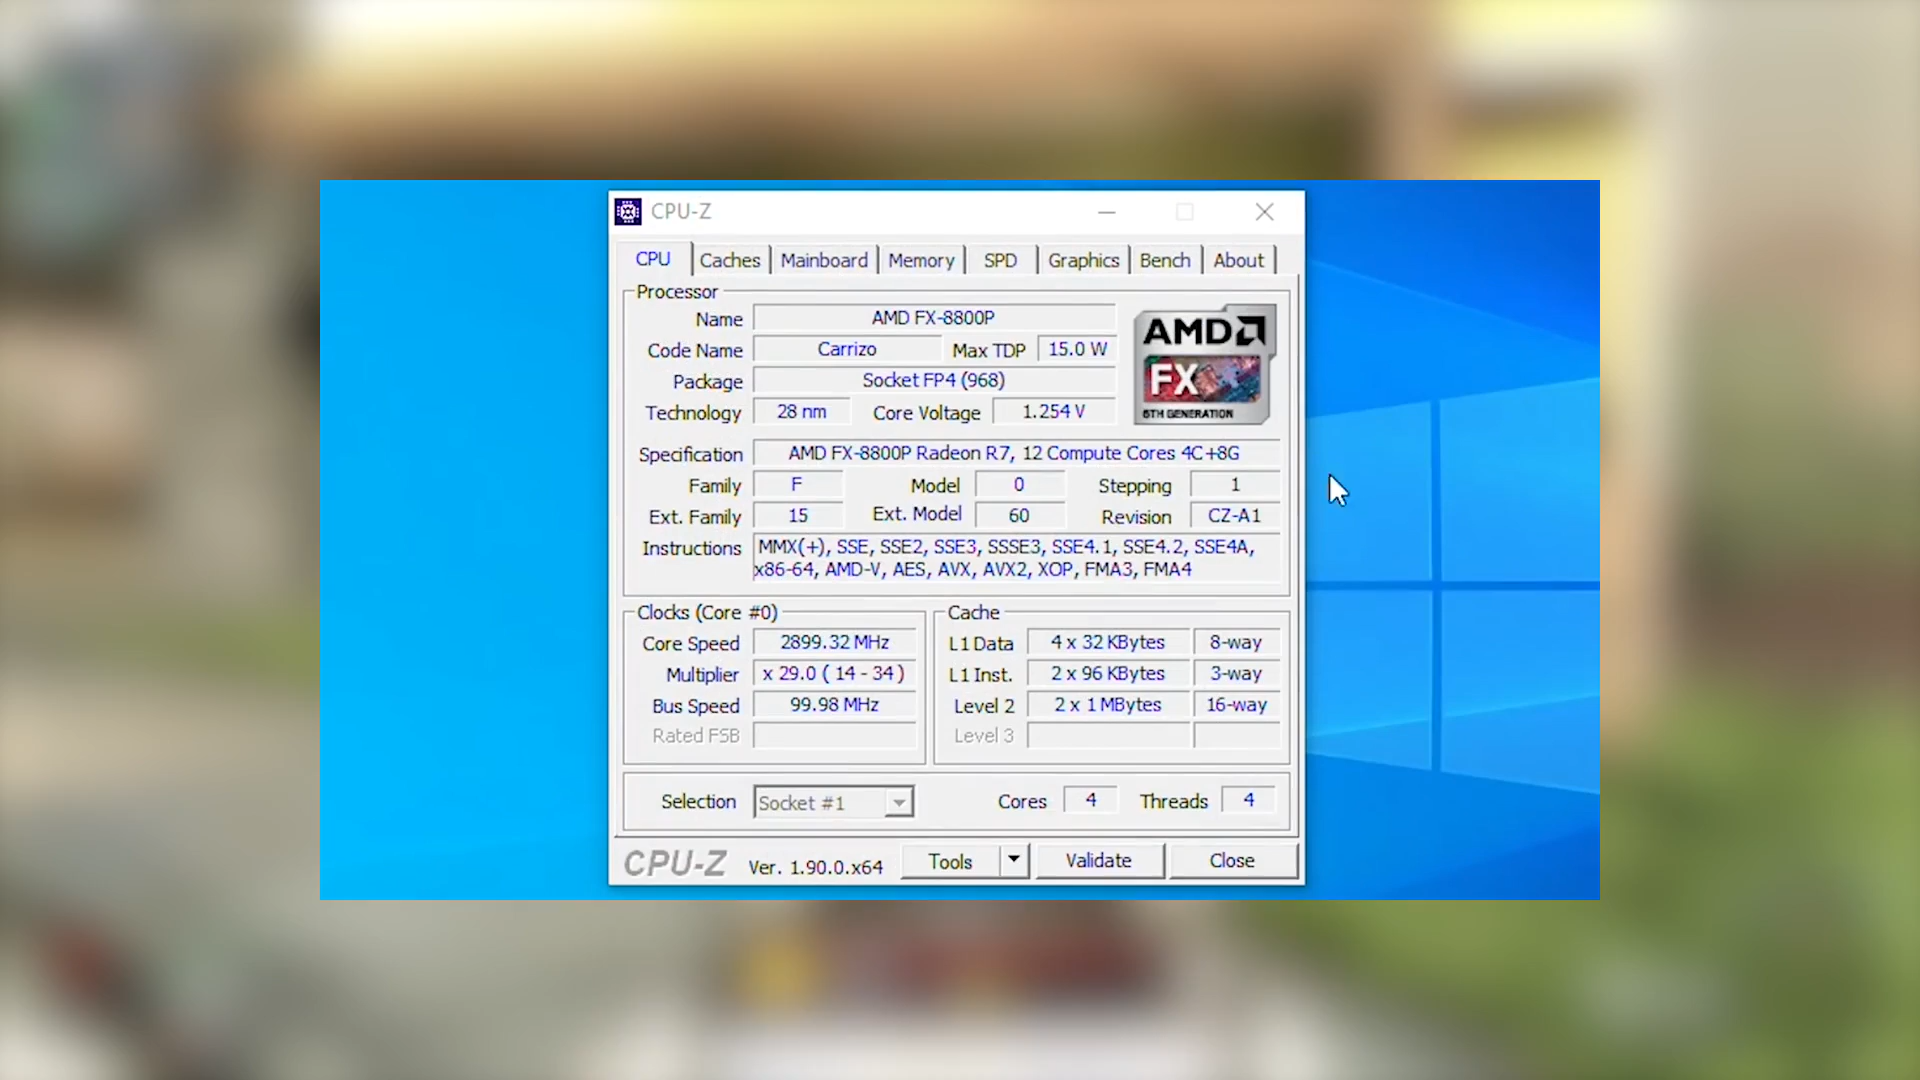 CPU-Z
CPU Caches Mainboard Memory SPD Graphics Bench About
Processor
Name AMD FX-8800P
Code Name Carrizo Max TDP 15.0 W
Package Socket FP4 (968)
Technology 28 nm Core Voltage 1.254 V
AMD
FX
6TH GENERATION
Specification AMD FX-8800P Radeon R7, 12 Compute Cores 4C+8G
Family F Model 0 Stepping 1
Ext. Family 15 Ext. Model 60 Revision CZ-A1
Instructions MMX(+), SSE, SSE2, SSE3, SSSE3, SSE4.1, SSE4.2, SSE4A,
x86-64, AMD-V, AES, AVX, AVX2, XOP, FMA3, FMA4
Clocks (Core #0) Cache
Core Speed 2899.32 MHz L1 Data 4 x 32 KBytes 8-way
Multiplier x 29.0 ( 14 - 34 ) L1 Inst. 2 x 96 KBytes 3-way
Bus Speed 99.98 MHz Level 2 2 x 1 MBytes 16-way
Rated FSB Level 3
Selection Socket #1 Cores 4 Threads 4
CPU-Z Ver. 1.90.0.x64 Tools Validate Close